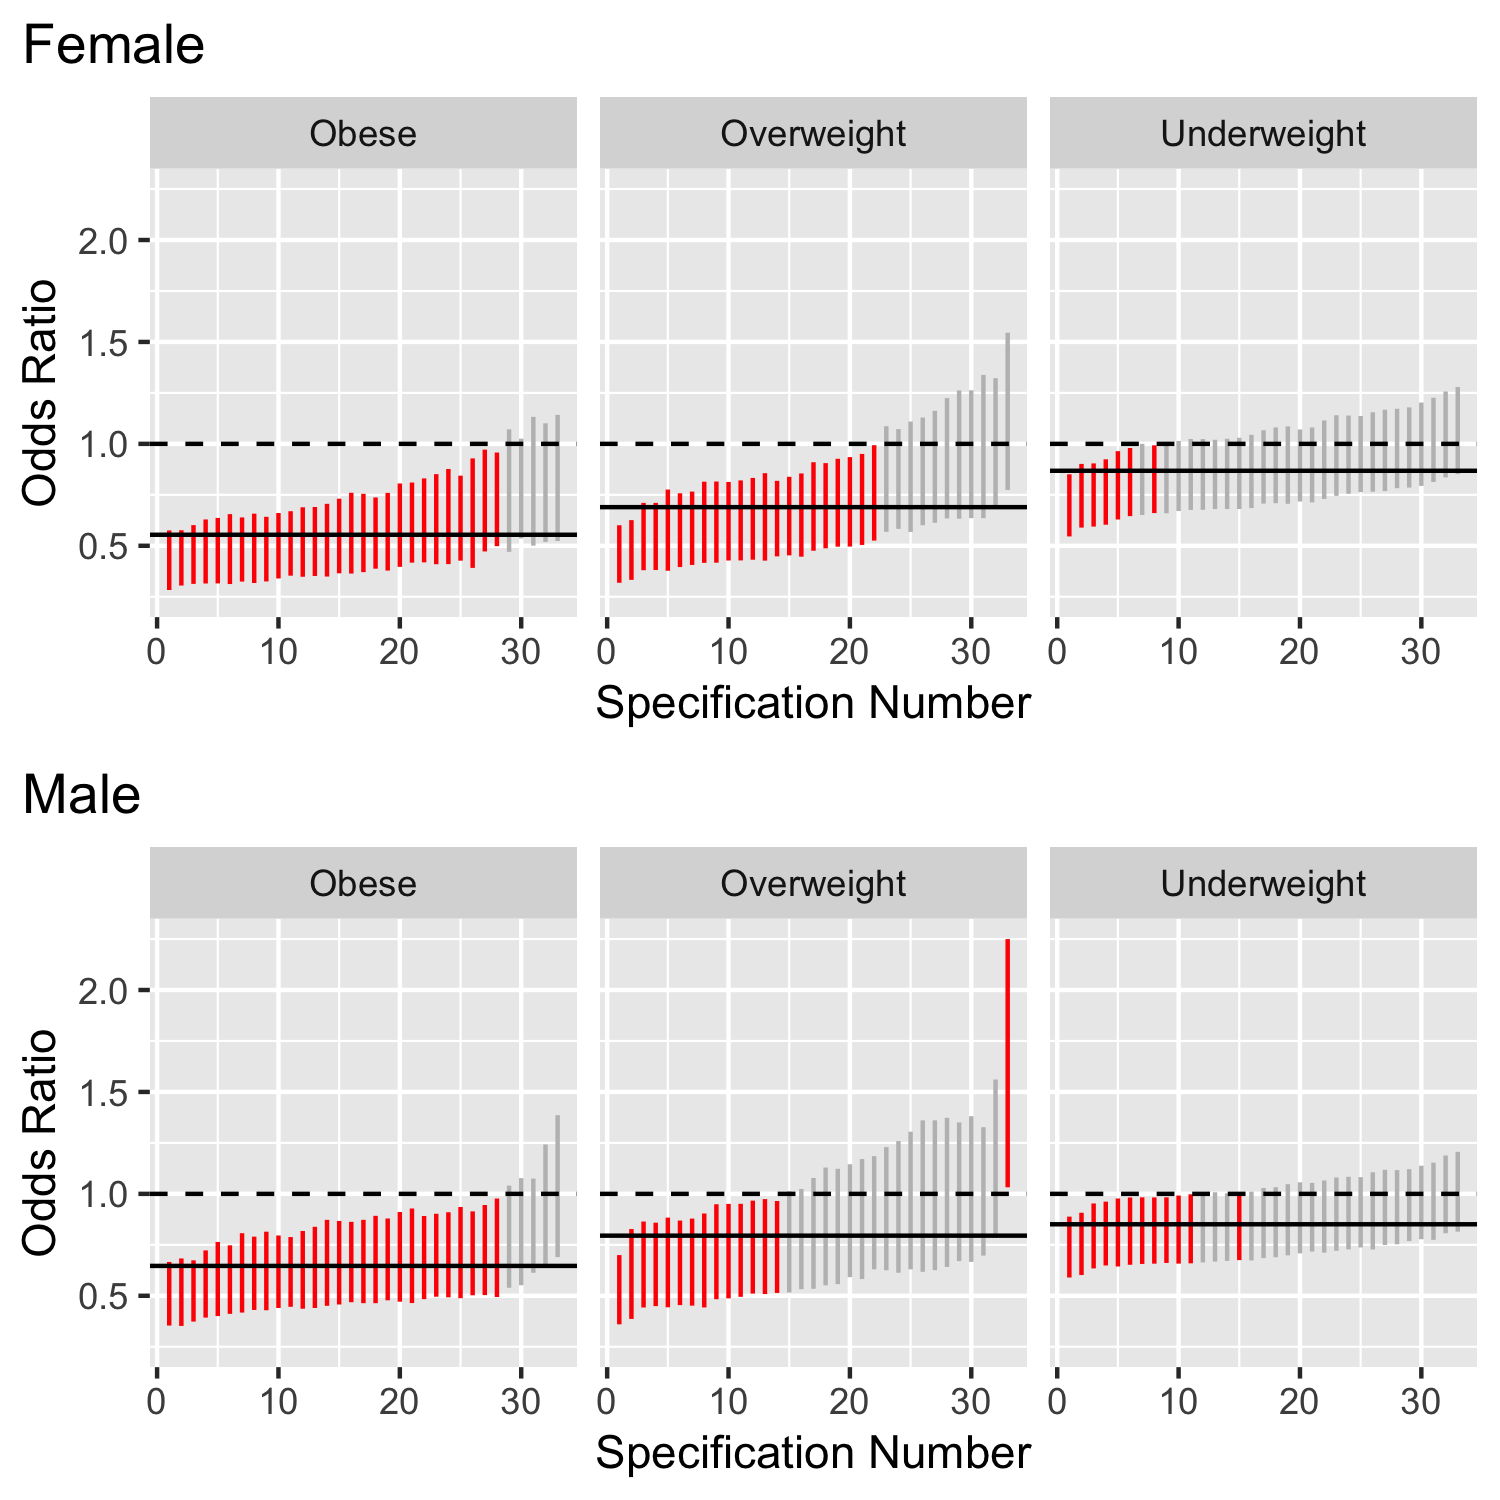 Female
Obese Overweight Underweight
Odds Ratio
2.0
1.5
1.0
0.5
0 10 20 30 0 10 20 30 0 10 20 30
Specification Number
Male
Obese Overweight Underweight
Odds Ratio
2.0
1.5
1.0
0.5
0 10 20 30 0 10 20 30 0 10 20 30
Specification Number